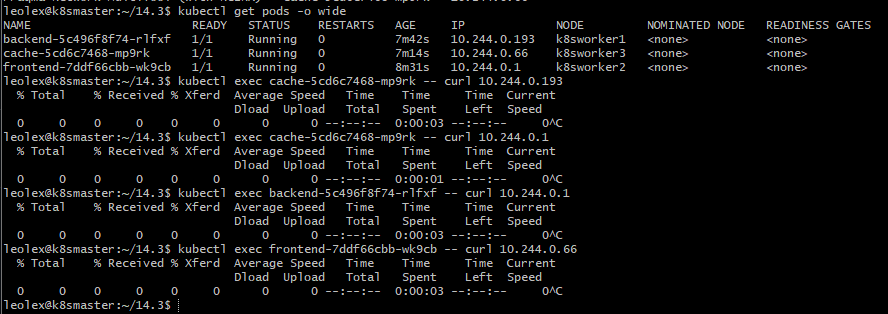 leolex@k8smaster:~/14.3$ kubectl get pods -o wide
NAME READY STATUS RESTARTS AGE IP NODE NOMINATED NODE READINESS GATES
backend-5c496f8f74-rlfxf 1/1 Running 0 7m42s 10.244.0.193 k8sworker1 <none> <none>
cache-5cd6c7468-mp9rk 1/1 Running 0 7m14s 10.244.0.66 k8sworker3 <none> <none>
frontend-7ddf66cbb-wk9cb 1/1 Running 0 8m31s 10.244.0.1 k8sworker2 <none> <none>
leolex@k8smaster:~/14.3$ kubectl exec cache-5cd6c7468-mp9rk -- curl 10.244.0.193
% Total % Received % Xferd Average Speed Time Time Time Current
Dload Upload Total Spent Left Speed
0 0 0 0 0 0 0 0 --:--:-- 0:00:03 --:--:-- 0^C
leolex@k8smaster:~/14.3$ kubectl exec cache-5cd6c7468-mp9rk -- curl 10.244.0.1
% Total % Received % Xferd Average Speed Time Time Time Current
Dload Upload Total Spent Left Speed
0 0 0 0 0 0 0 0 --:--:-- 0:00:01 --:--:-- 0^C
leolex@k8smaster:~/14.3$ kubectl exec backend-5c496f8f74-rlfxf -- curl 10.244.0.1
% Total % Received % Xferd Average Speed Time Time Time Current
Dload Upload Total Spent Left Speed
0 0 0 0 0 0 0 0 --:--:-- 0:00:03 --:--:-- 0^C
leolex@k8smaster:~/14.3$ kubectl exec frontend-7ddf66cbb-wk9cb -- curl 10.244.0.66
% Total % Received % Xferd Average Speed Time Time Time Current
Dload Upload Total Spent Left Speed
0 0 0 0 0 0 0 0 --:--:-- 0:00:03 --:--:-- 0^C
leolex@k8smaster:~/14.3$